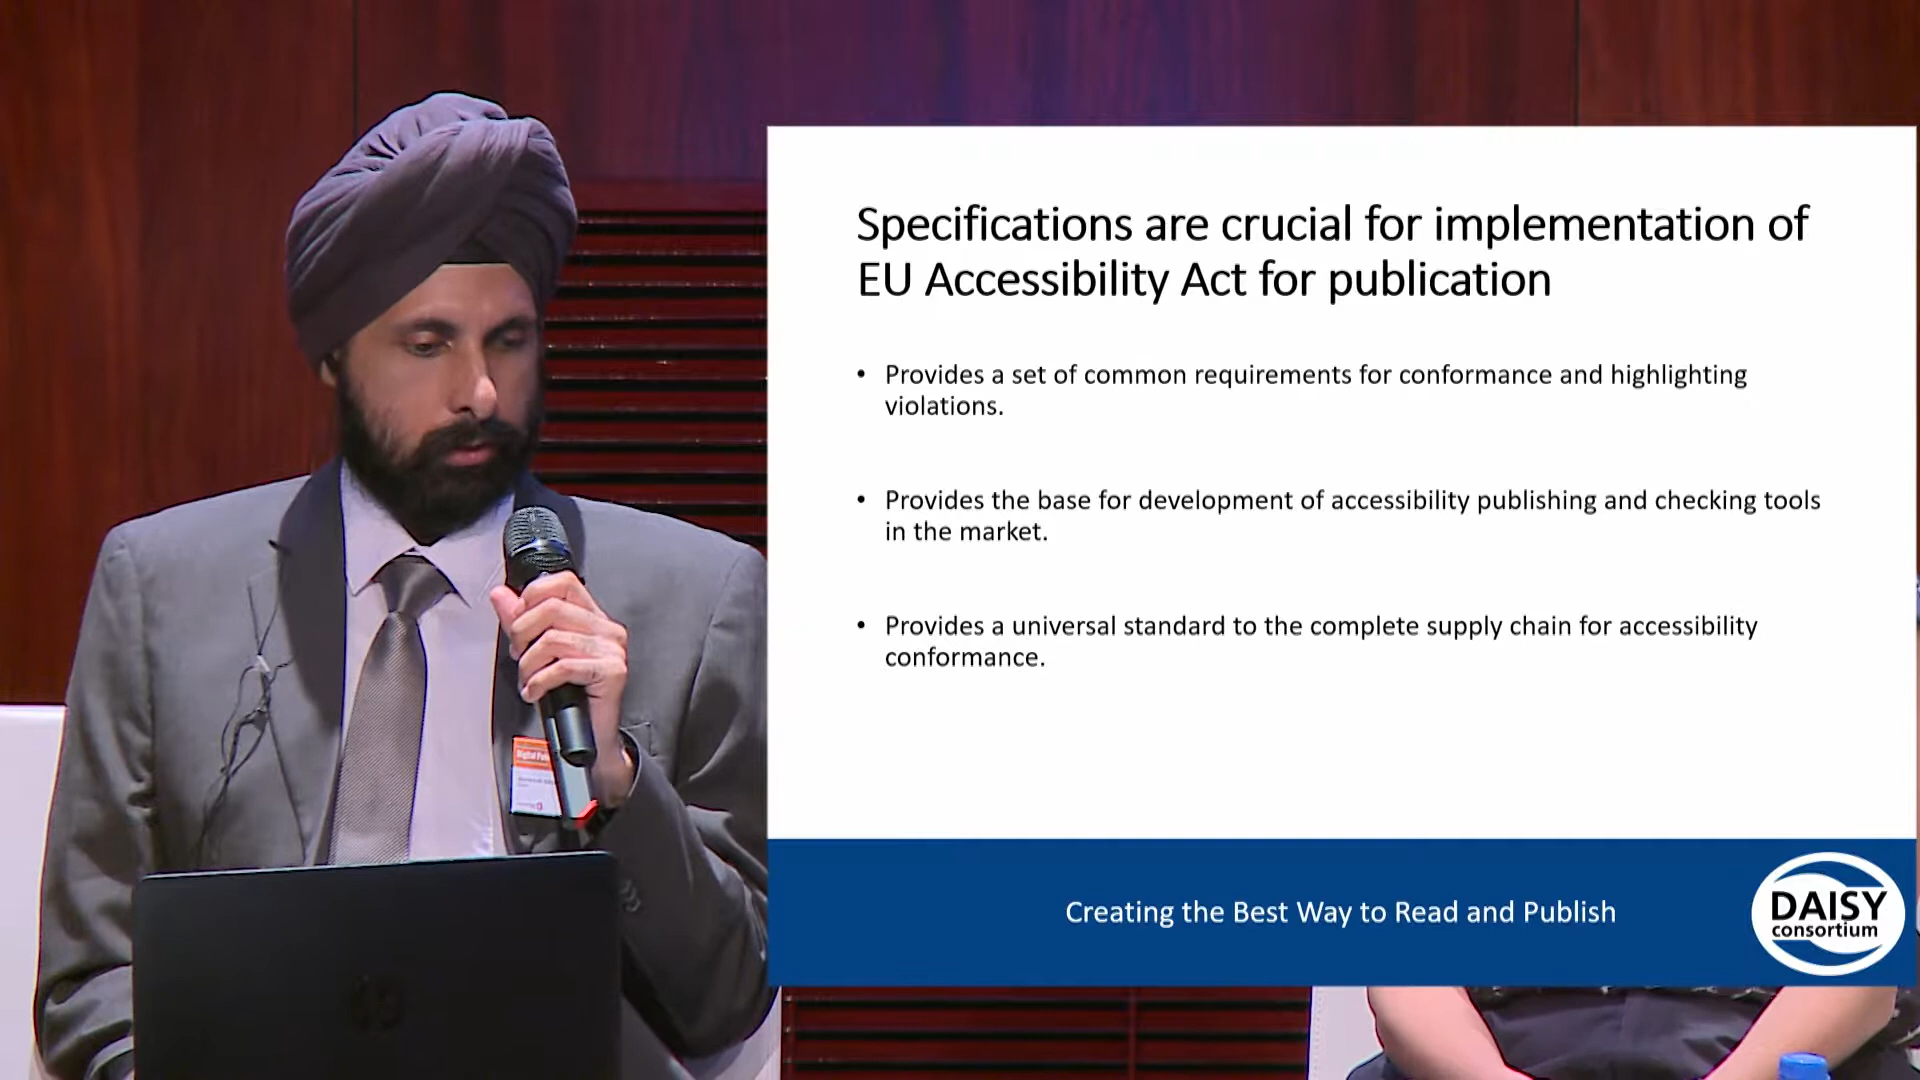 Specifications are crucial for implementation of
EU Accessibility Act for publication
• Provides a set of common requirements for conformance and highlighting
violations.
• Provides the base for development of accessibility publishing and checking tools
in the market.
• Provides a universal standard to the complete supply chain for accessibility
conformance.
Creating the Best Way to Read and Publish
DAISY
consortium
Digital